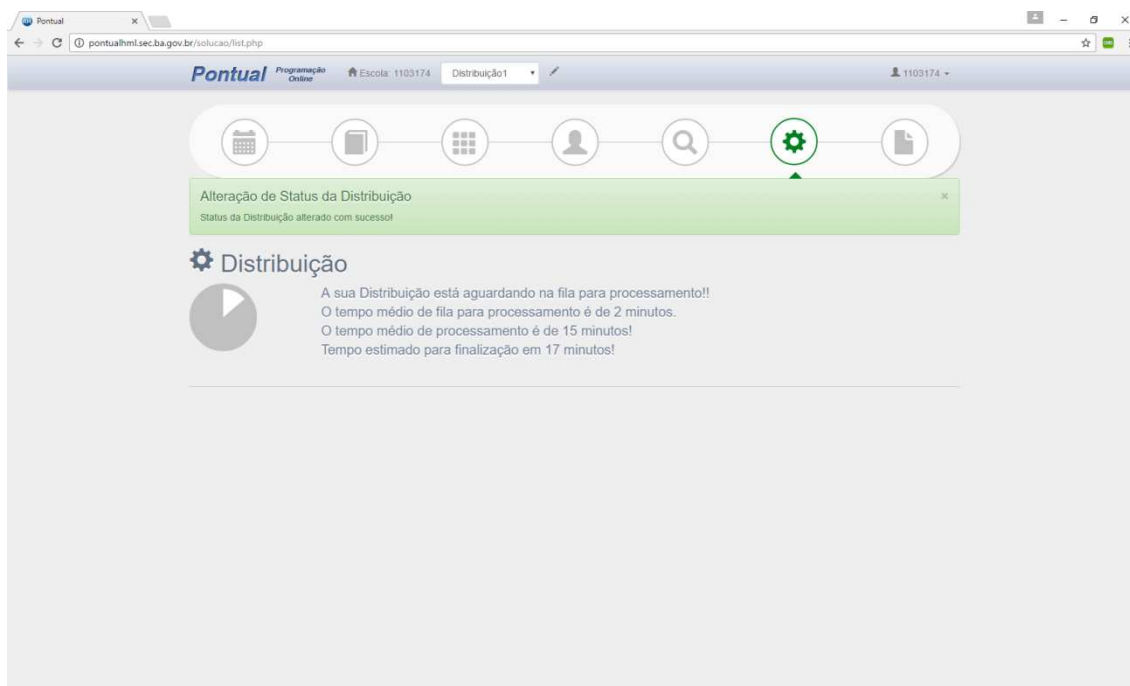 Pontual
pontualhml.sec.ba.gov.br/solucao/list.php
Pontual Programação Online Escola: 1103174 Distribuição1 1103174
Alteração de Status da Distribuição
Status da Distribuição alterado com sucesso!
Distribuição
A sua Distribuição está aguardando na fila para processamento!!
O tempo médio de fila para processamento é de 2 minutos.
O tempo médio de processamento é de 15 minutos!
Tempo estimado para finalização em 17 minutos!